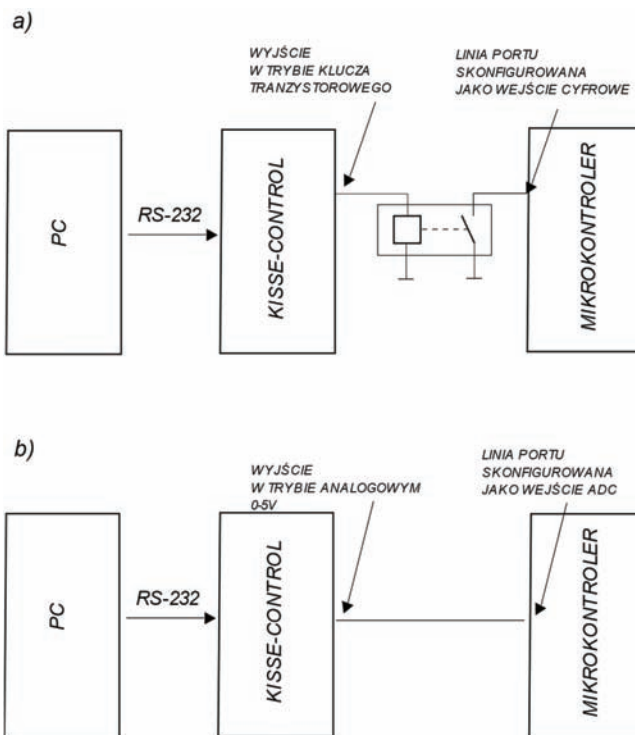 a)
WYJŚCIE
W TRYBIE KLUCZA
TRANZYSTOROWEGO
LINIA PORTU
SKONFIGUROWANA
JAKO WEJŚCIE CYFROWE
PC
RS-232
KISSE-CONTROL
MIKROKONTROLER
b)
WYJŚCIE
W TRYBIE ANALOGOWYM
0-5V
LINIA PORTU
SKONFIGUROWANA
JAKO WEJŚCIE ADC
PC
RS-232
KISSE-CONTROL
MIKROKONTROLER